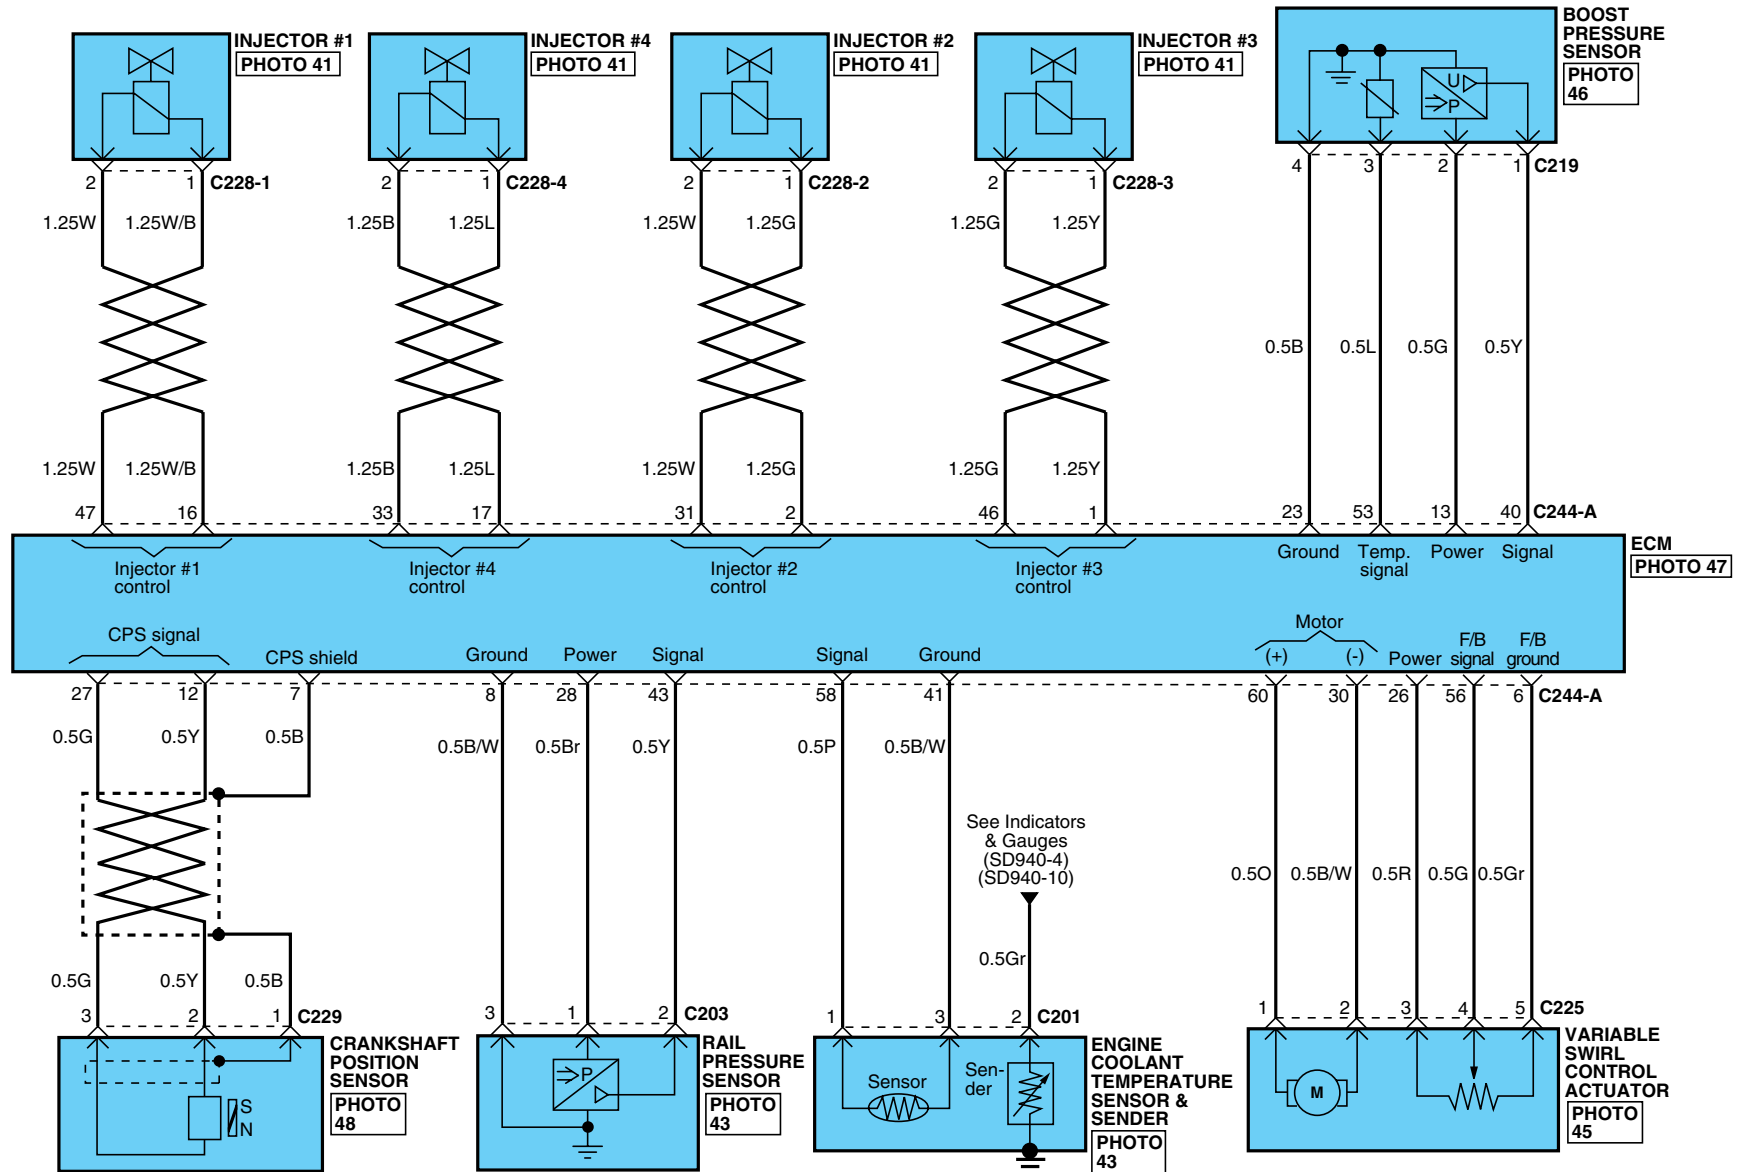 INJECTOR #1
PHOTO 41
INJECTOR #4
PHOTO 41
INJECTOR #2
PHOTO 41
INJECTOR #3
PHOTO 41
BOOST
PRESSURE
SENSOR
PHOTO
46
U
P
2 1 C228-1
2 1 C228-4
2 1 C228-2
2 1 C228-3
4 3 2 1 C219
1.25W 1.25W/B 1.25B 1.25L 1.25W 1.25G 1.25G 1.25Y
0.5B 0.5L 0.5G 0.5Y
1.25W 1.25W/B 1.25B 1.25L 1.25W 1.25G 1.25G 1.25Y
47 16 33 17 31 2 46 1 23 53 13 40 C244-A
ECM
PHOTO 47
Injector #1
control
Injector #4
control
Injector #2
control
Injector #3
control
Ground
Temp.
signal
Power
Signal
CPS signal
CPS shield
Ground
Power
Signal
Signal
Ground
Motor
(+) (-)
Power
F/B
signal
F/B
ground
27 12 7 8 28 43 58 41 60 30 26 56 6 C244-A
0.5G 0.5Y 0.5B 0.5B/W 0.5Br 0.5Y 0.5P 0.5B/W
See Indicators
& Gauges
(SD940-4)
(SD940-10)
0.5O 0.5B/W 0.5R 0.5G 0.5Gr
0.5G 0.5Y 0.5B
0.5Gr
3 2 1 C229
3 1 2 C203
1 3 2 C201
1 2 3 4 5 C225
CRANKSHAFT
POSITION
SENSOR
PHOTO
48
S
N
RAIL
PRESSURE
SENSOR
PHOTO
43
P
Sensor
Sen-
der
ENGINE
COOLANT
TEMPERATURE
SENSOR &
SENDER
PHOTO
43
M
VARIABLE
SWIRL
CONTROL
ACTUATOR
PHOTO
45